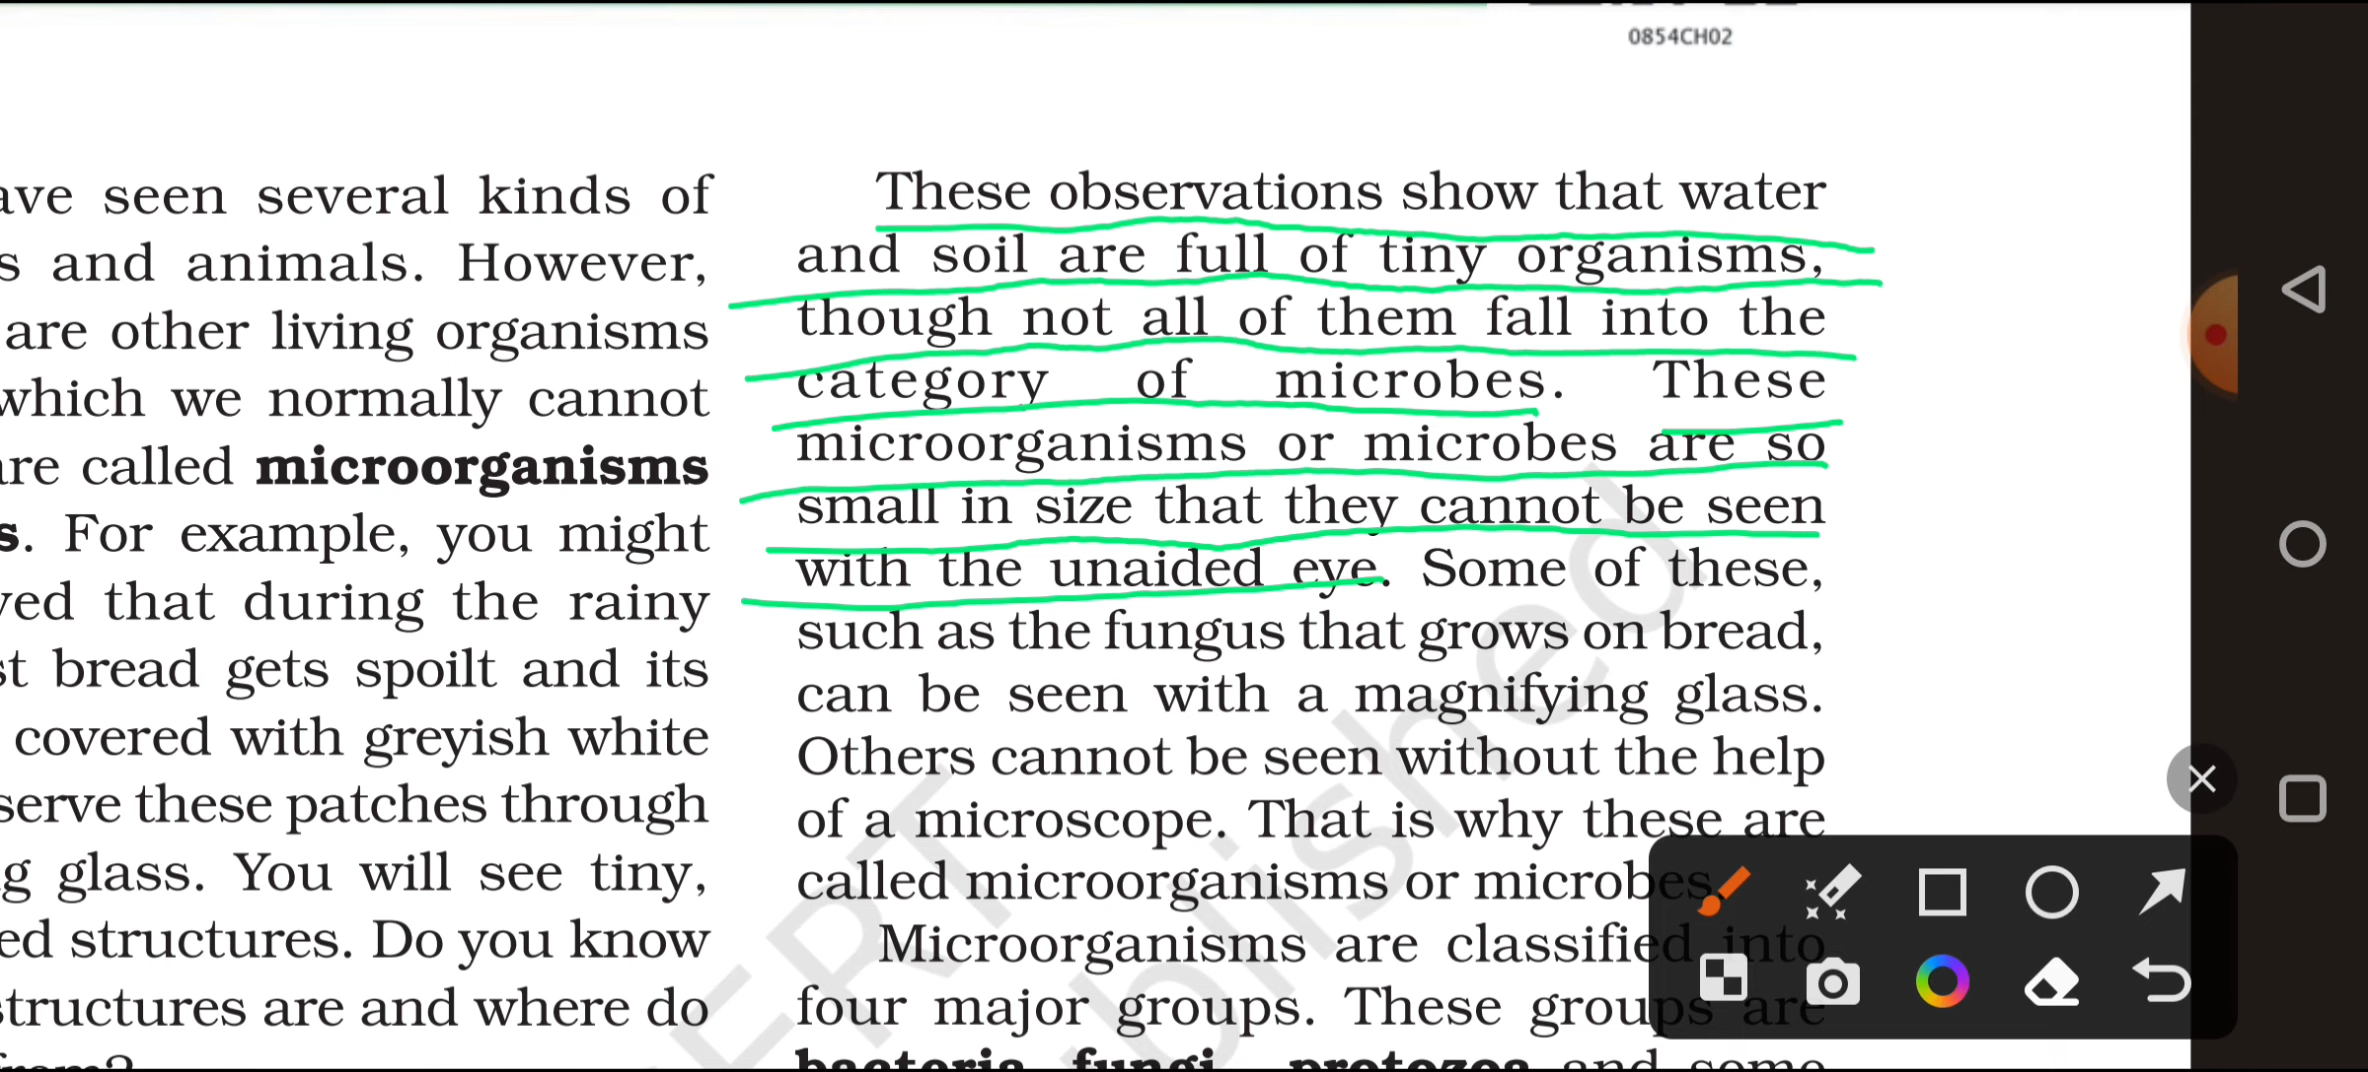 0854CH02
ave seen several kinds of
s and animals. However,
are other living organisms
which we normally cannot
are called microorganisms
s. For example, you might
ved that during the rainy
st bread gets spoilt and its
covered with greyish white
serve these patches through
g glass. You will see tiny,
ed structures. Do you know
structures are and where do
from?
These observations show that water
and soil are full of tiny organisms,
though not all of them fall into the
category of microbes. These
microorganisms or microbes are so
small in size that they cannot be seen
with the unaided eye. Some of these,
such as the fungus that grows on bread,
can be seen with a magnifying glass.
Others cannot be seen without the help
of a microscope. That is why these are
called microorganisms or microbes.
Microorganisms are classified into
four major groups. These groups are
bacteria, fungi, protozoa and some